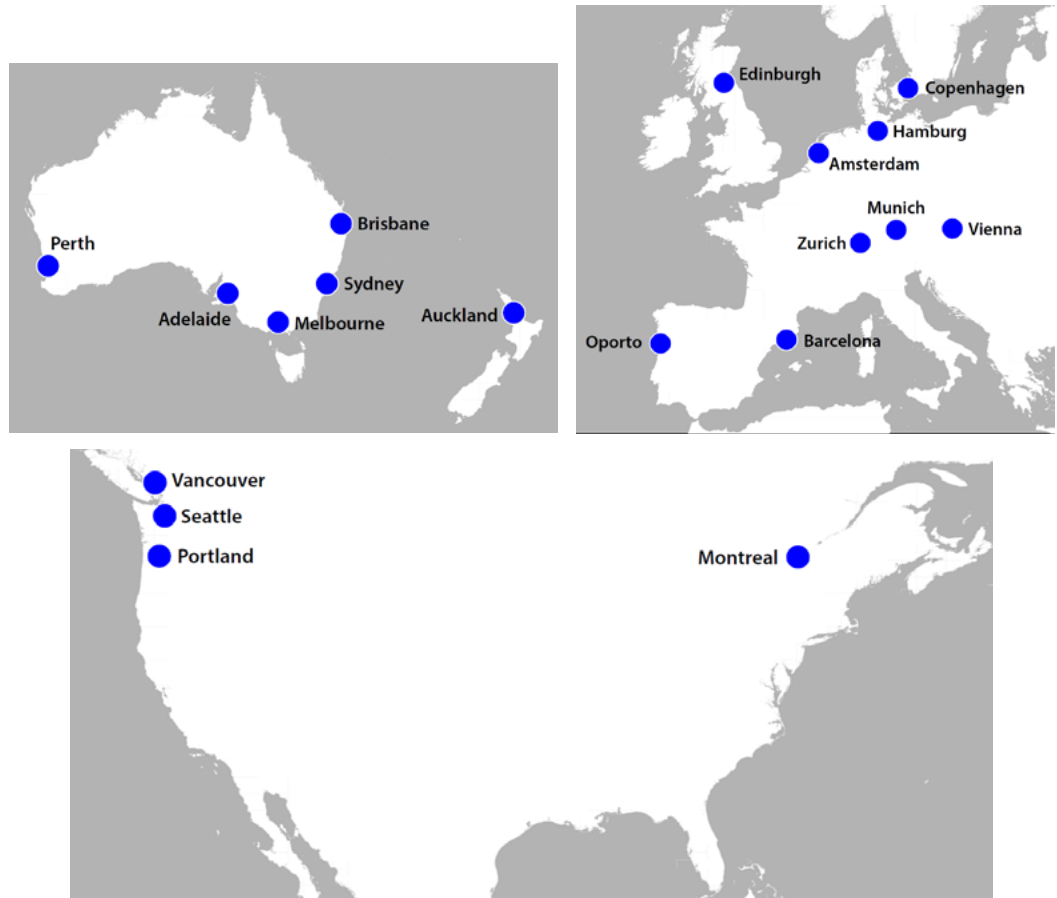 Brisbane
Perth
Sydney
Adelaide
Melbourne
Auckland
Edinburgh
Copenhagen
Hamburg
Amsterdam
Munich
Vienna
Zurich
Oporto
Barcelona
Vancouver
Seattle
Portland
Montreal